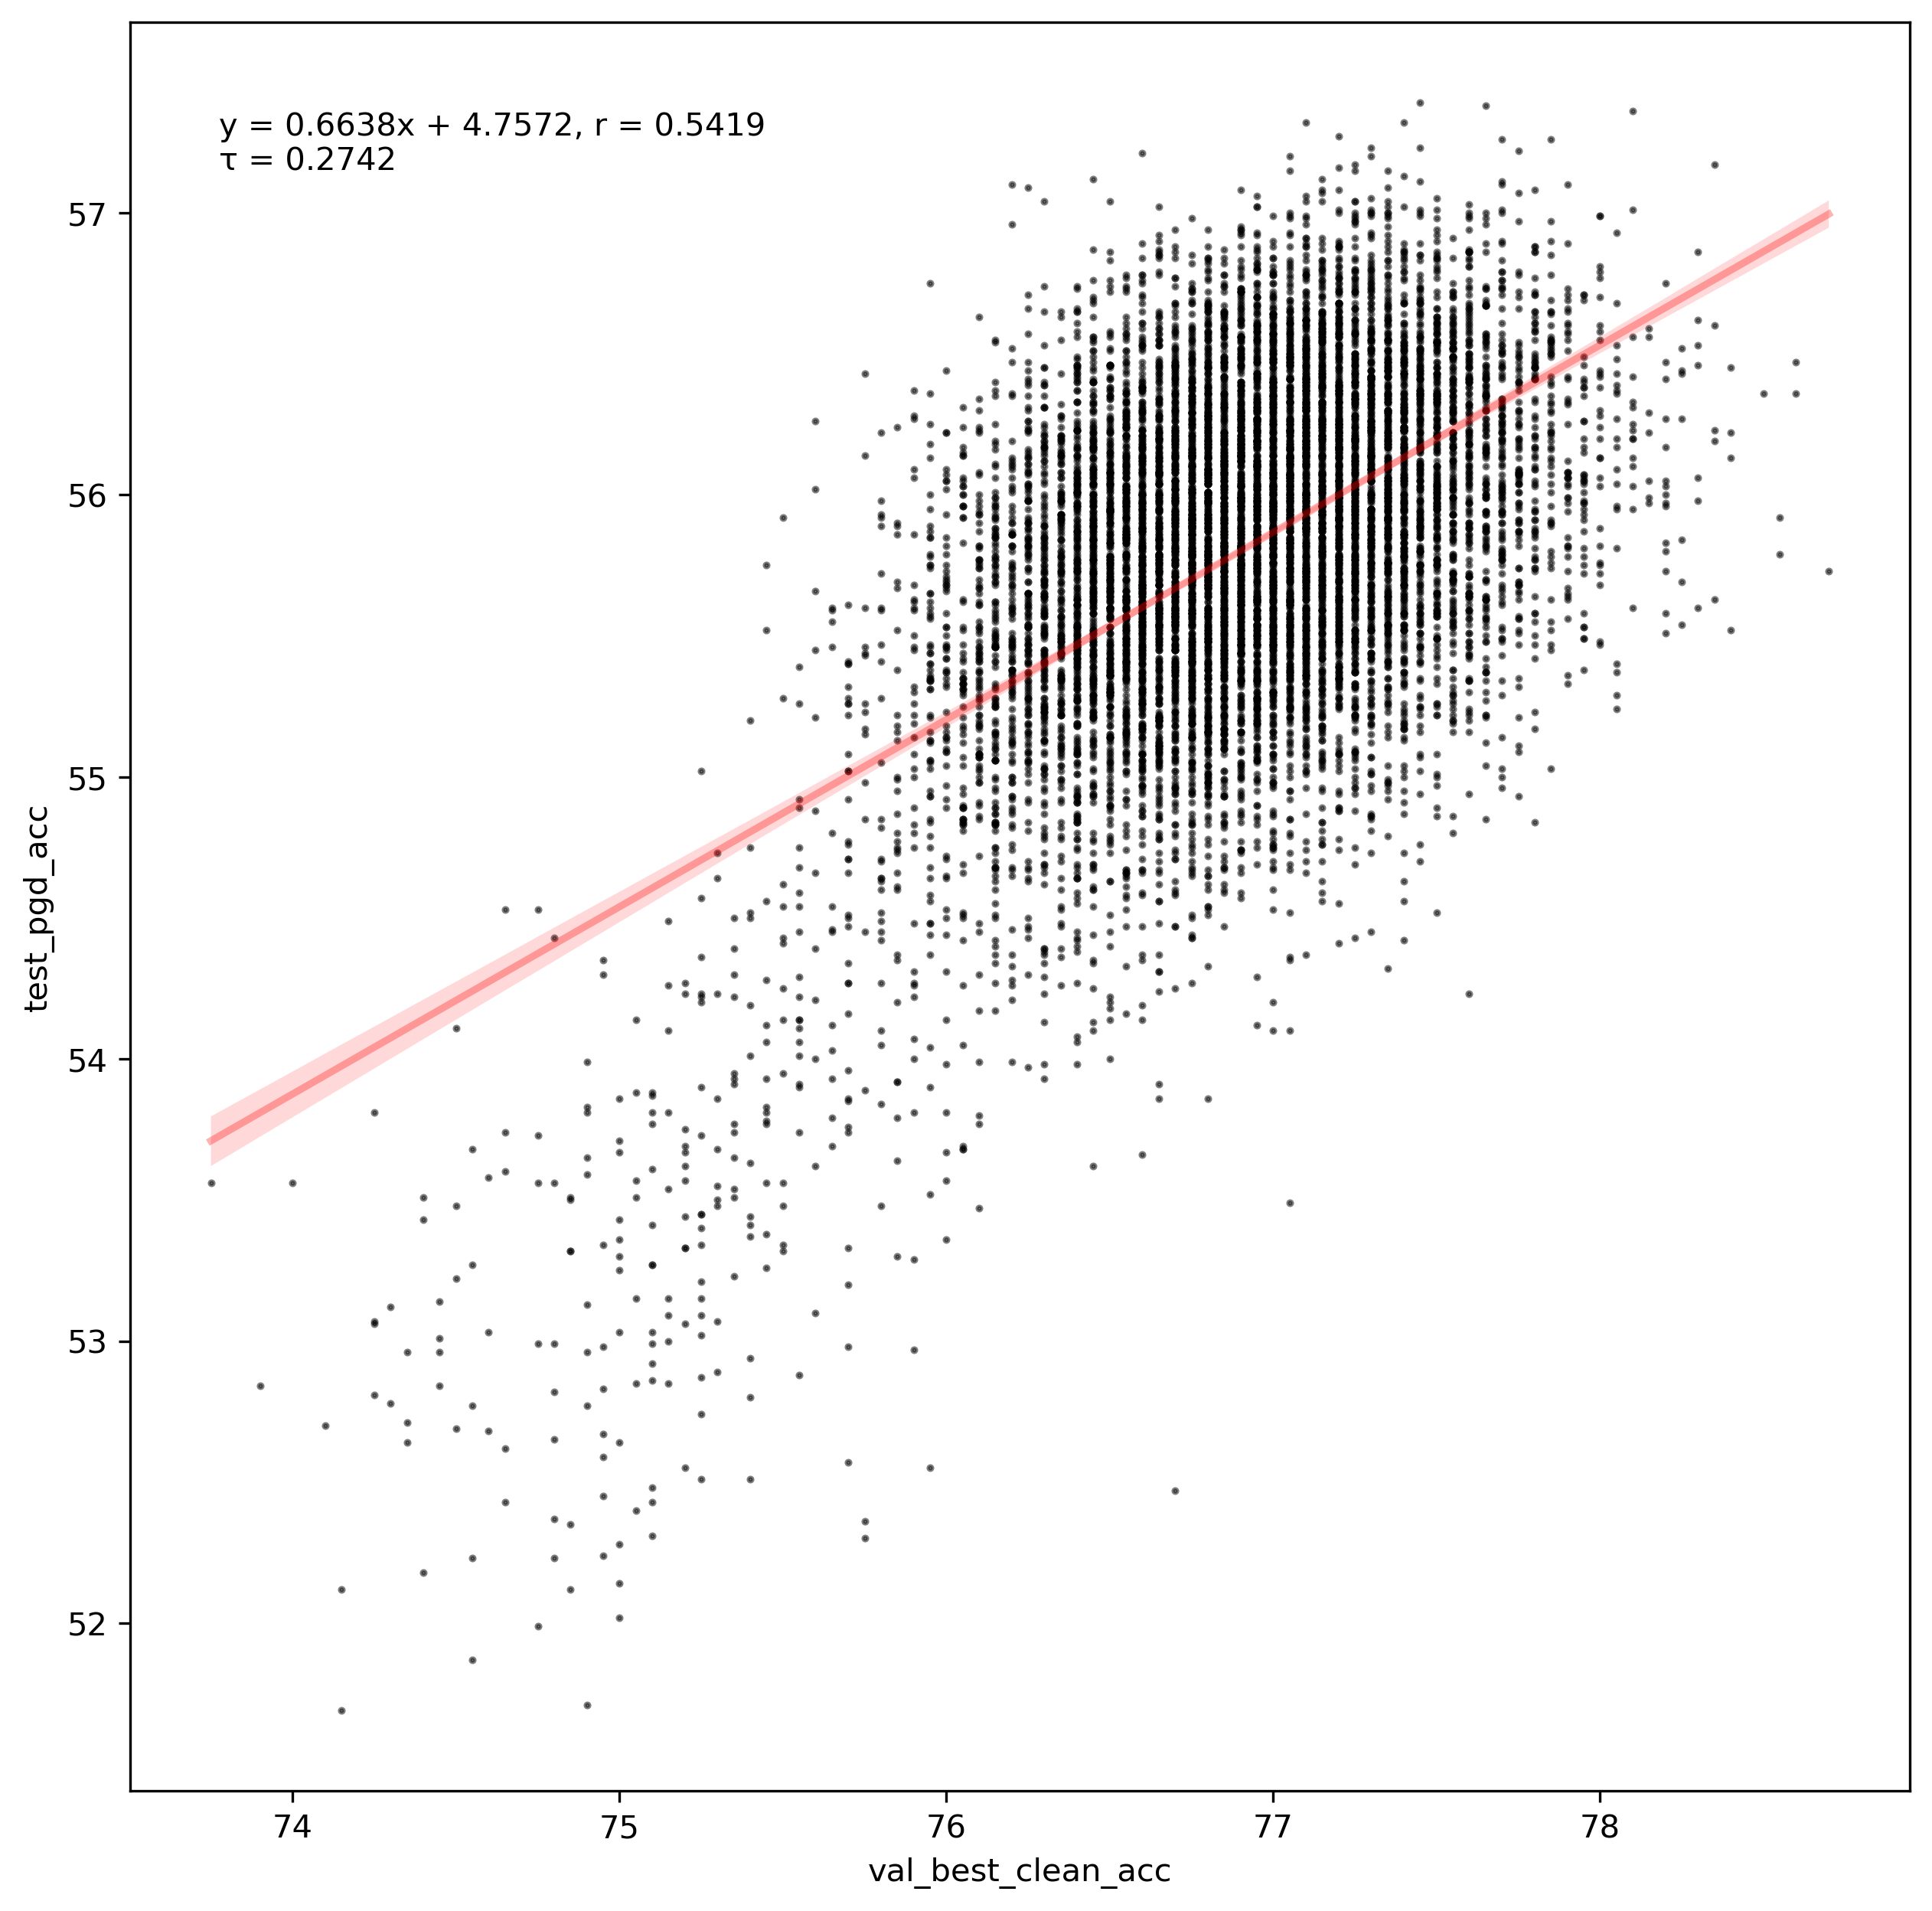 y = 0.6638x + 4.7572, r = 0.5419
τ = 0.2742
57
56
55
54
53
52
test_pgd_acc
74 75 76 77 78
val_best_clean_acc